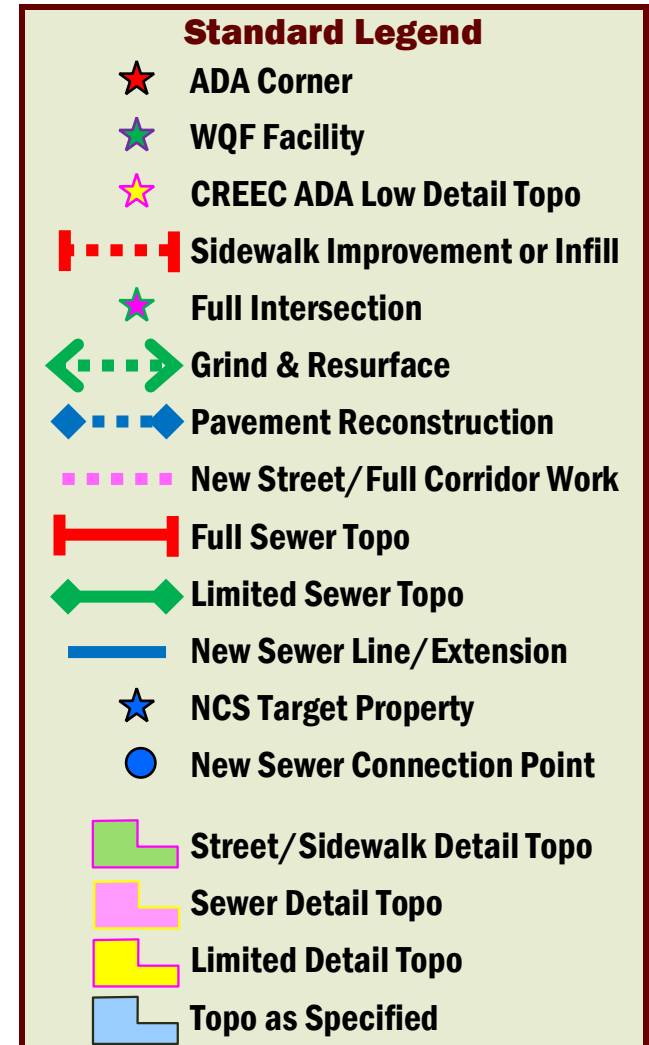 Standard Legend
ADA Corner
WQF Facility
CREEC ADA Low Detail Topo
Sidewalk Improvement or Infill
Full Intersection
Grind & Resurface
Pavement Reconstruction
New Street/Full Corridor Work
Full Sewer Topo
Limited Sewer Topo
New Sewer Line/Extension
NCS Target Property
New Sewer Connection Point
Street/Sidewalk Detail Topo
Sewer Detail Topo
Limited Detail Topo
Topo as Specified